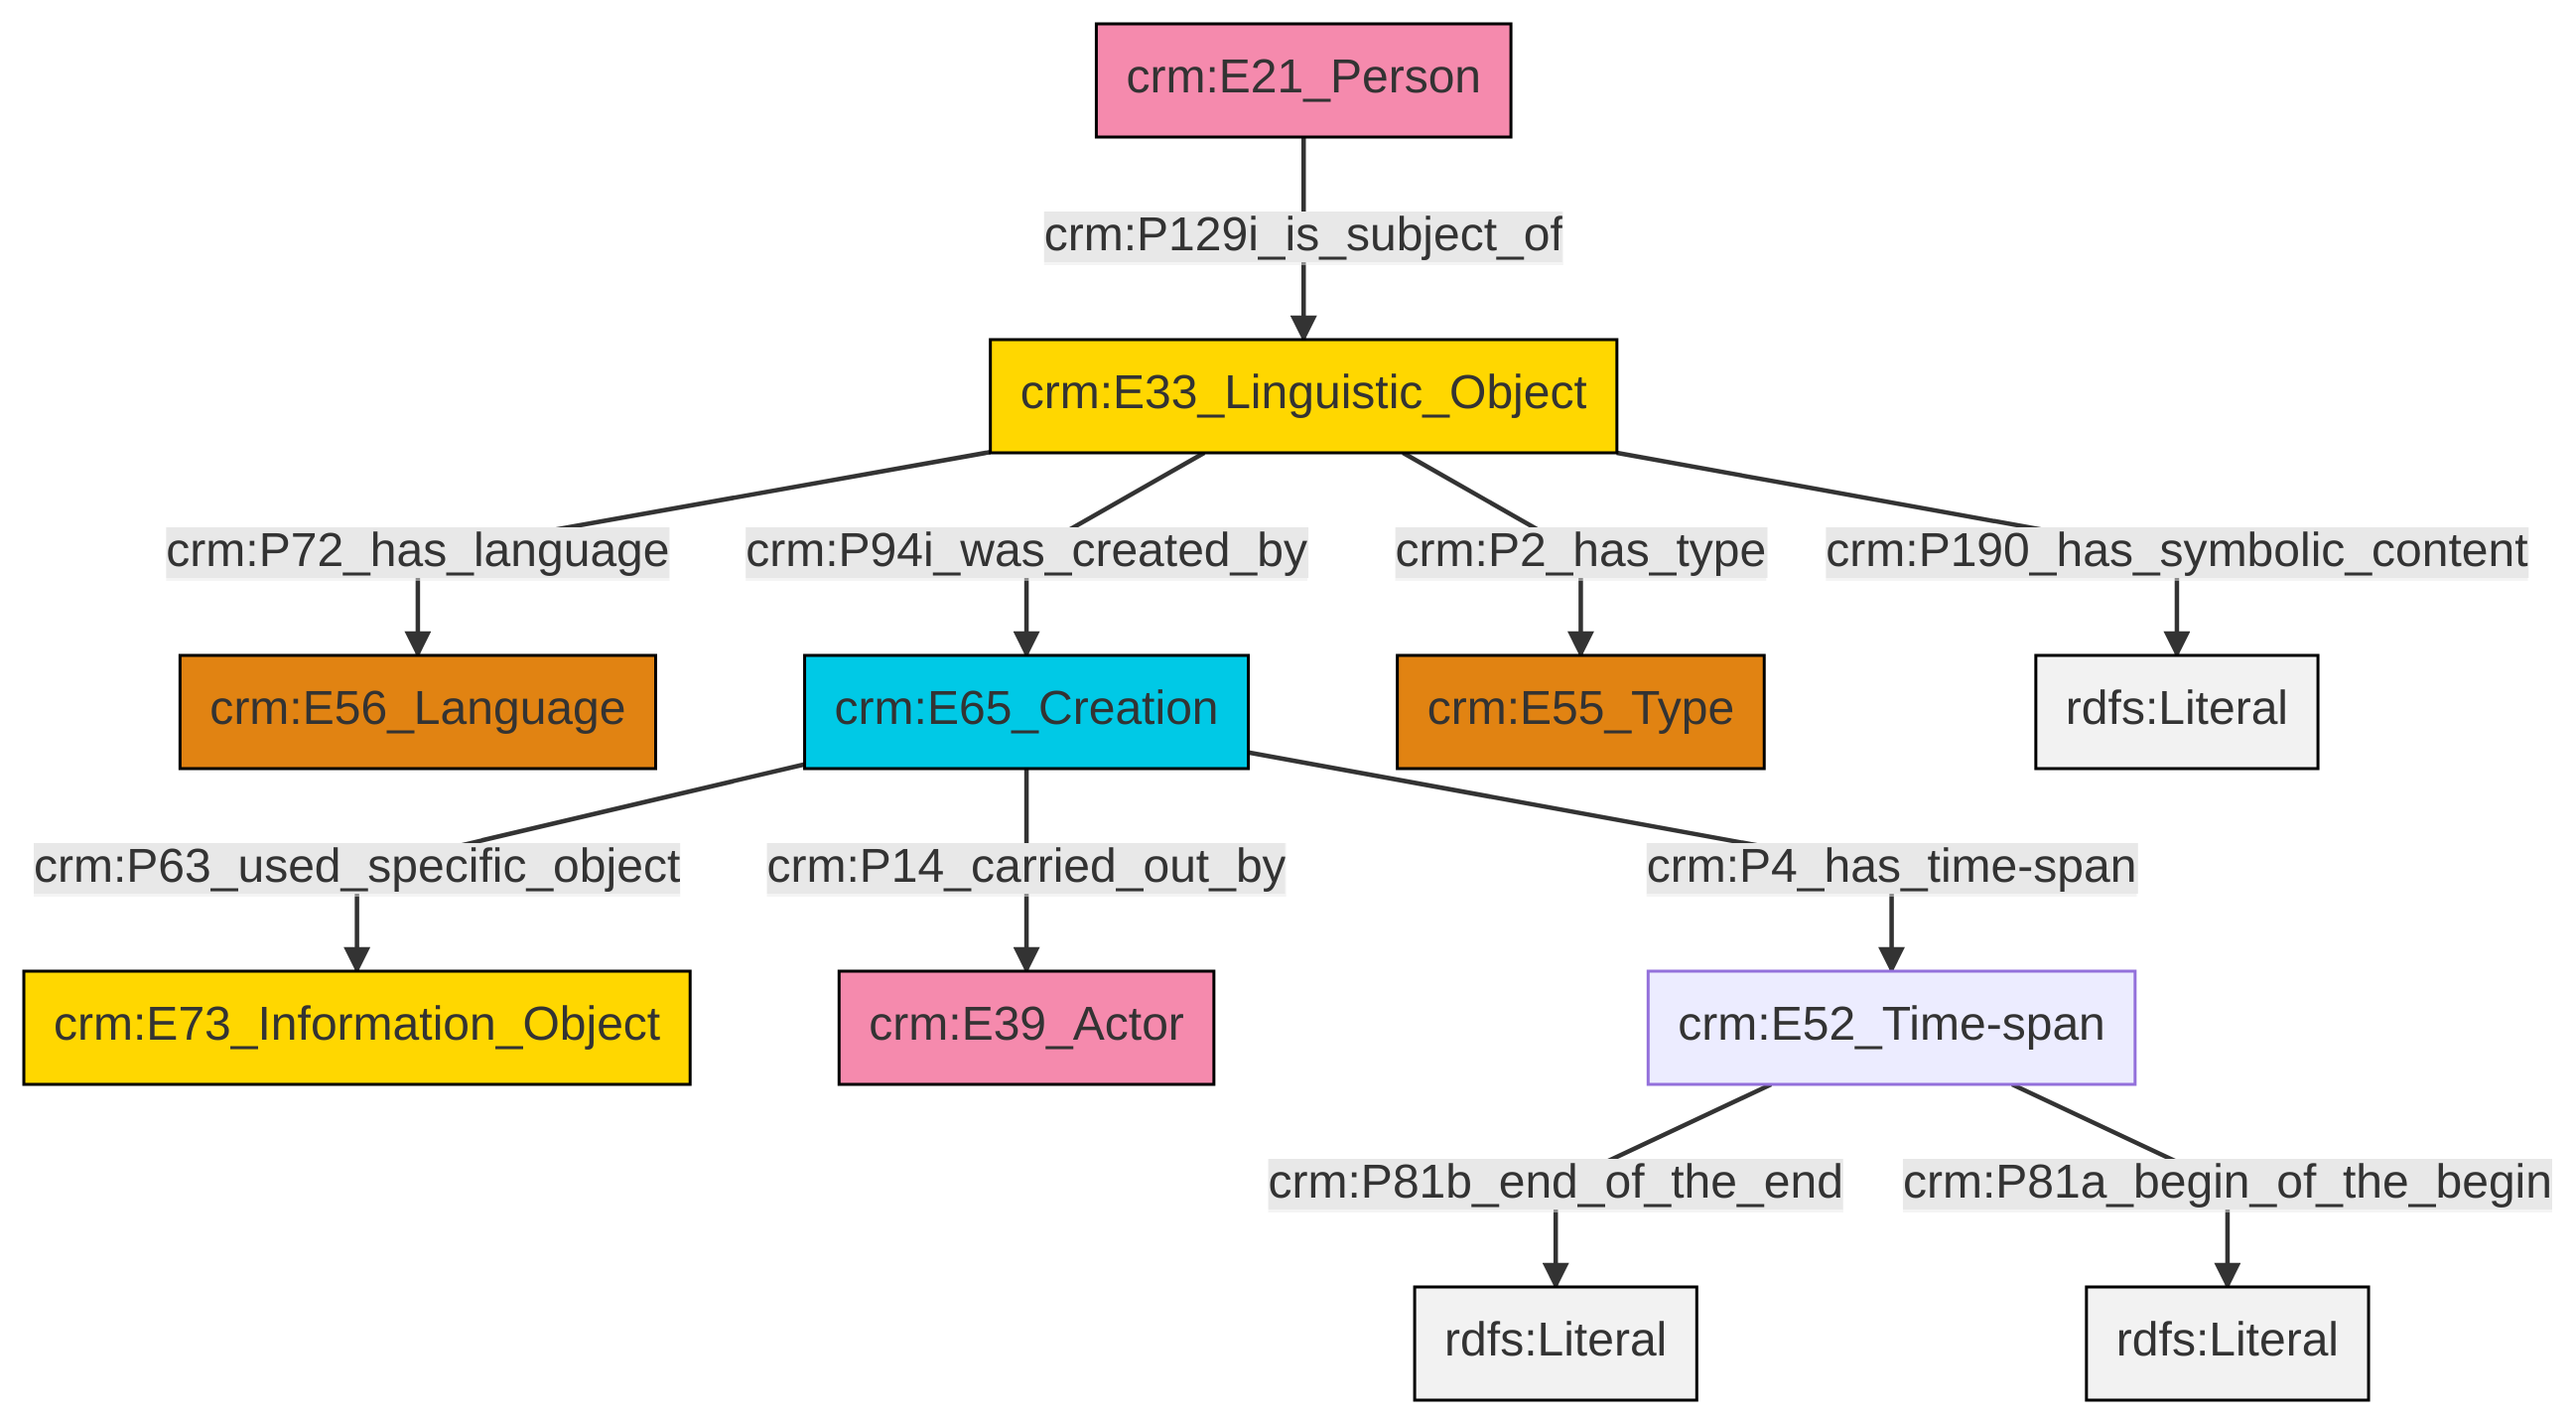 crm:E21_Person
crm:P129i_is_subject_of
crm:E33_Linguistic_Object
crm:P72_has_language
crm:P94i_was_created_by
crm:P2_has_type
crm:P190_has_symbolic_content
crm:E56_Language
crm:E65_Creation
crm:E55_Type
rdfs:Literal
crm:P63_used_specific_object
crm:P14_carried_out_by
crm:P4_has_time-span
crm:E73_Information_Object
crm:E39_Actor
crm:E52_Time-span
crm:P81b_end_of_the_end
crm:P81a_begin_of_the_begin
rdfs:Literal
rdfs:Literal